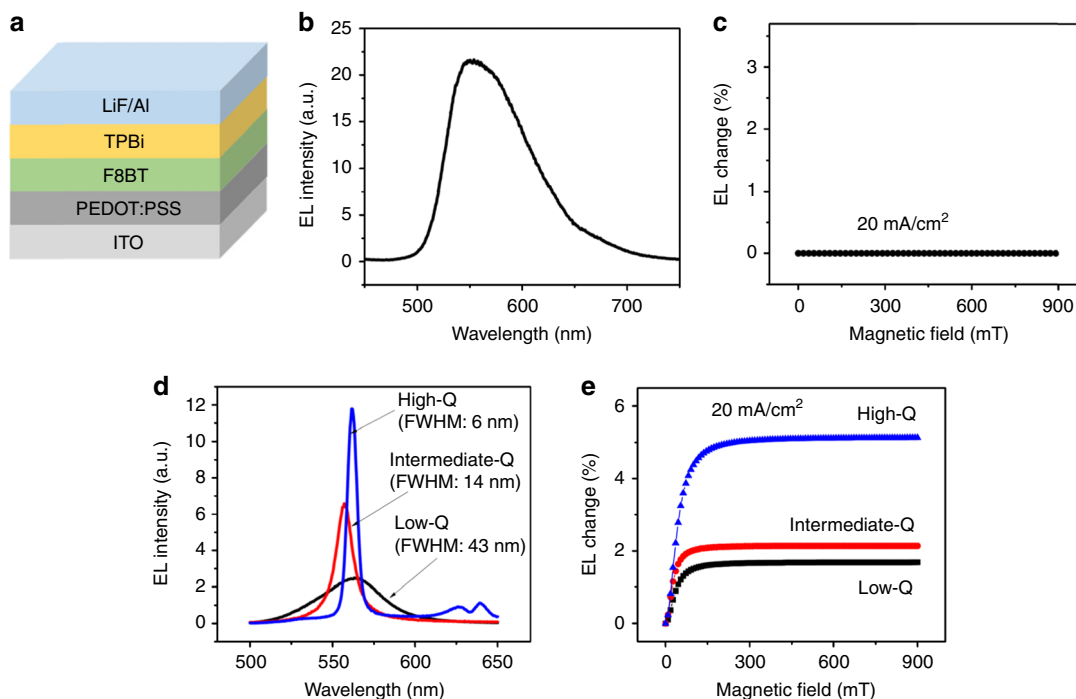 a
LiF/Al
TPBi
F8BT
PEDOT:PSS
ITO
b
25
20
15
10
5
0
EL intensity (a.u.)
500
600
700
Wavelength (nm)
c
3
2
1
0
EL change (%)
20 mA/cm²
0
300
600
900
Magnetic field (mT)
d
12
10
8
6
4
2
0
EL intensity (a.u.)
High-Q
(FWHM: 6 nm)
Intermediate-Q
(FWHM: 14 nm)
Low-Q
(FWHM: 43 nm)
500
550
600
650
Wavelength (nm)
e
6
4
2
0
EL change (%)
20 mA/cm²
High-Q
Intermediate-Q
Low-Q
0
300
600
900
Magnetic field (mT)